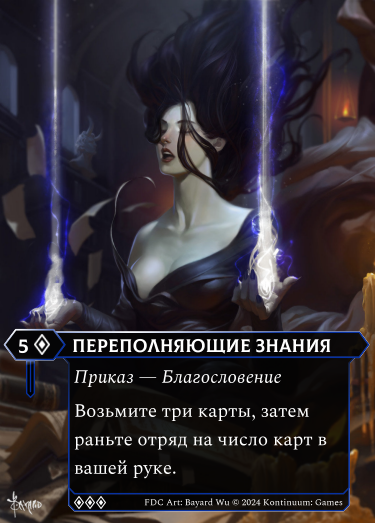 5 ПЕРЕПОЛНЯЮЩИЕ ЗНАНИЯ
Приказ — Благословение
Возьмите три карты, затем
раньте отряд на число карт в
вашей руке.
FDC Art: Bayard Wu © 2024 Kontinuum: Games
BAYARD